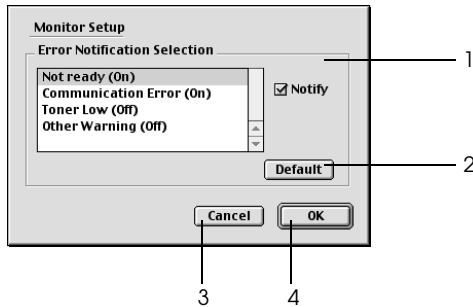 Monitor Setup
Error Notification Selection
1
Not ready (On)
Communication Error (On)
Notify
Toner Low (Off)
Other Warning (Off)
Default
2
Cancel
OK
3
4